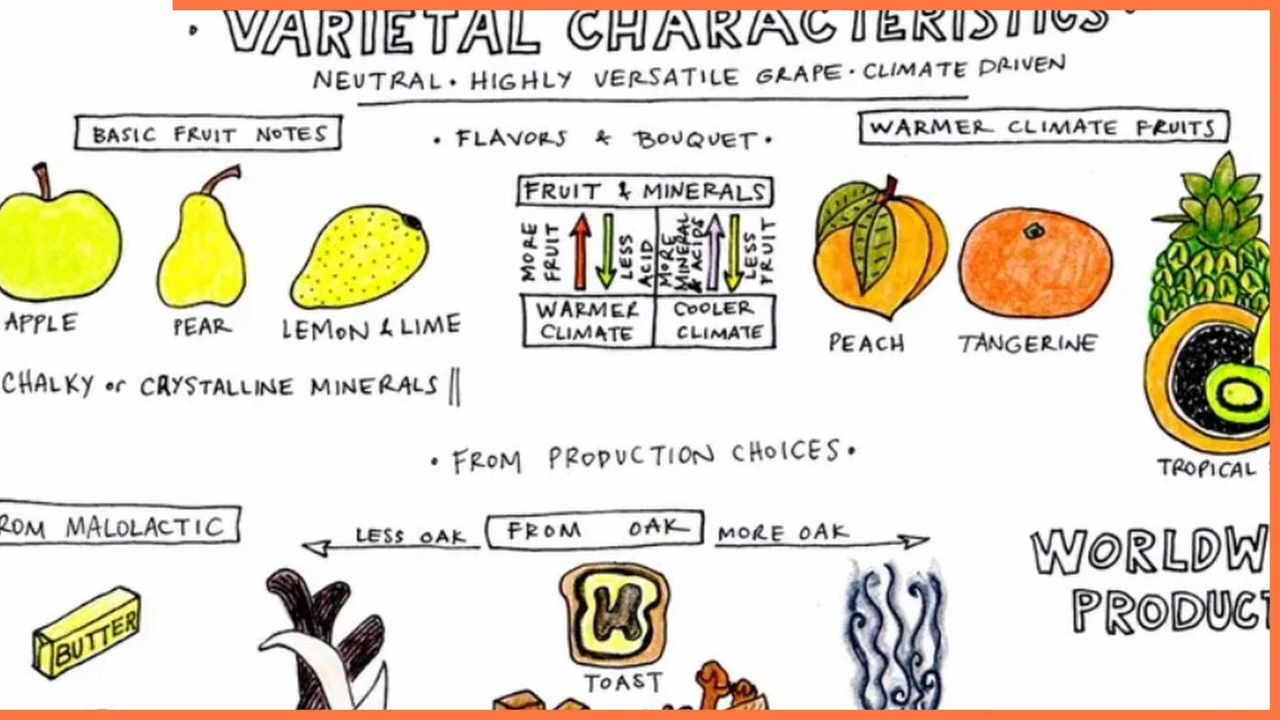 · VARIETAL CHARACTERISTICS ·
NEUTRAL · HIGHLY VERSATILE GRAPE · CLIMATE DRIVEN
BASIC FRUIT NOTES
· FLAVORS & BOUQUET ·
WARMER CLIMATE FRUITS
FRUIT & MINERALS
MORE FRUIT
LESS ACID
MORE MINERAL & ACIDS
LESS FRUIT
WARMER CLIMATE
COOLER CLIMATE
APPLE
PEAR
LEMON & LIME
PEACH
TANGERINE
TROPICAL
CHALKY or CRYSTALLINE MINERALS
· FROM PRODUCTION CHOICES ·
ROM MALOLACTIC
LESS OAK
FROM OAK
MORE OAK
BUTTER
TOAST
WORLDW
PRODUCT